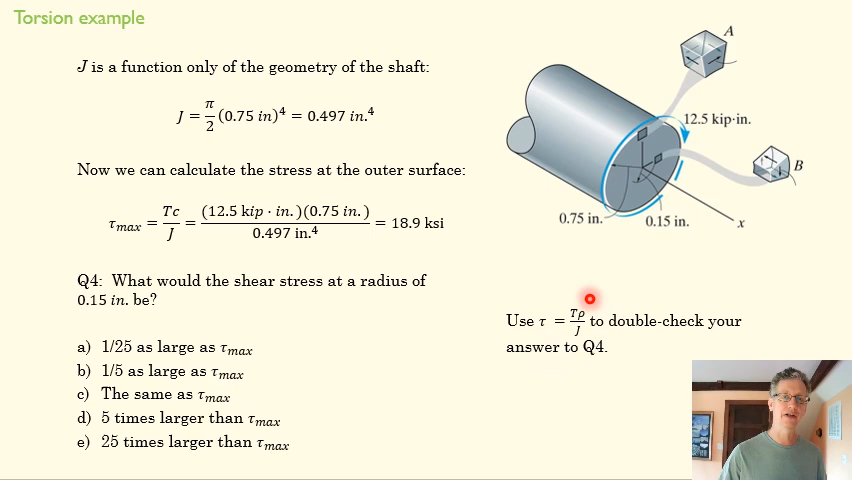 Torsion example
J is a function only of the geometry of the shaft:
J = π/2 (0.75 in)⁴ = 0.497 in.⁴
Now we can calculate the stress at the outer surface:
τmax = Tc/J = (12.5 kip · in.)(0.75 in.)/0.497 in.⁴ = 18.9 ksi
Q4: What would the shear stress at a radius of
0.15 in. be?
a) 1/25 as large as τmax
b) 1/5 as large as τmax
c) The same as τmax
d) 5 times larger than τmax
e) 25 times larger than τmax
A
12.5 kip·in.
B
0.75 in.
0.15 in.
x
Use τ = Tρ/J to double-check your
answer to Q4.